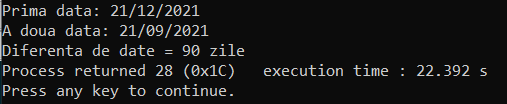 Prima data: 21/12/2021
A doua data: 21/09/2021
Diferenta de date = 90 zile
Process returned 28 (0x1C)   execution time : 22.392 s
Press any key to continue.